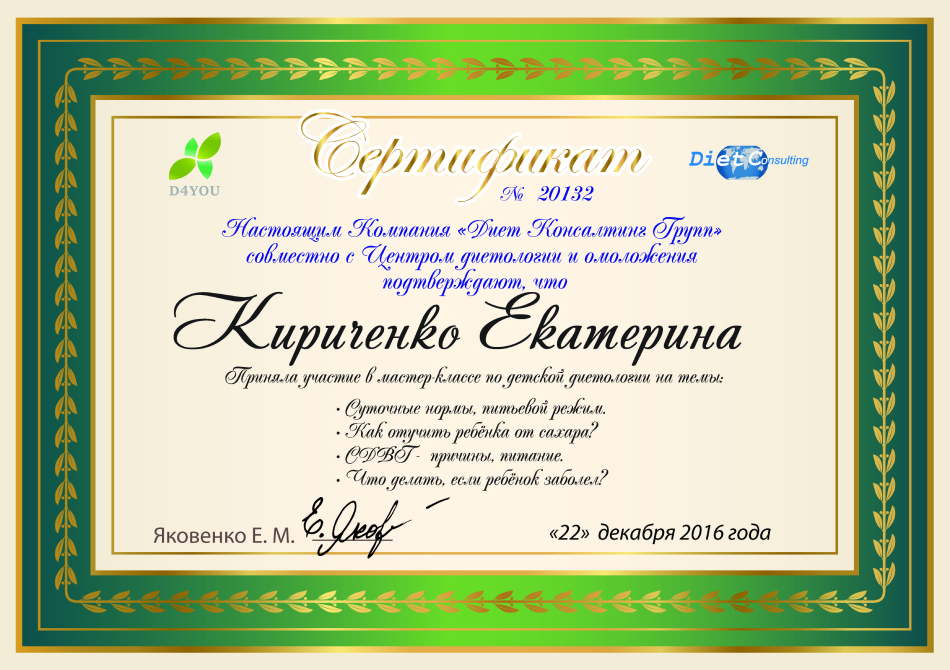 Сертификат
D4YOU
Diet Consulting
№ 20132
Настоящим Компания «Диет Консалтинг Групп»
совместно с Центром диетологии и омоложения
подтверждают, что
Кириченко Екатерина
Приняла участие в мастер-классе по детской диетологии на темы:
· Суточные нормы, питьевой режим.
· Как отучить ребёнка от сахара?
· СДВГ - причины, питание.
· Что делать, если ребёнок заболел?
Яковенко Е. М. Е. Яков
«22» декабря 2016 года